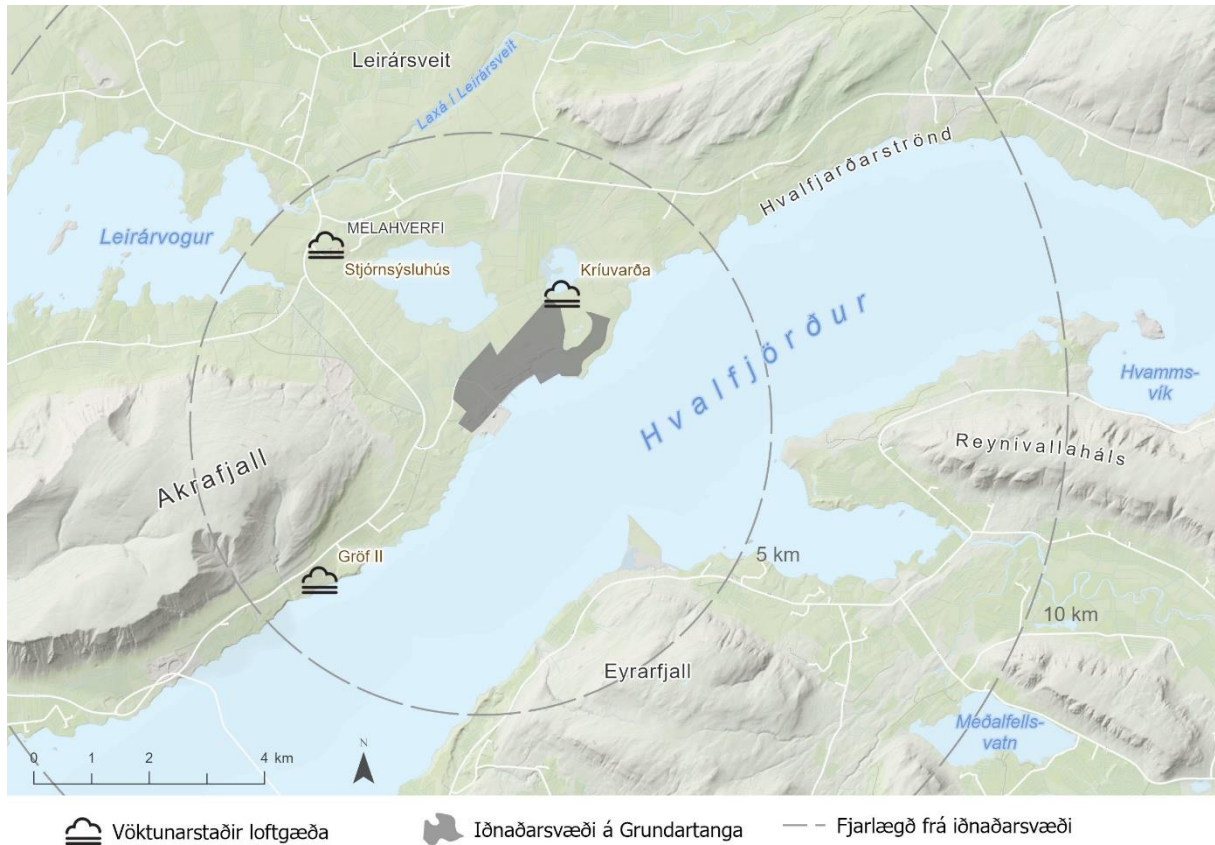 Leirársveit
Laxá í Leirársveit
Hvalfjarðarströnd
MELAHVERFI
Leirárvogur
Stjórnsýsluhús
Kríuvarða
Hvalfjörður
Hvamms-
vík
Reynivallaháls
Akrafjall
Gröf II
5 km
10 km
Eyrarfjall
Meðalfells-
vatn
0 1 2 4 km
N
Vöktunarstaðir loftgæða
Iðnaðarsvæði á Grundartanga
Fjarlægð frá iðnaðarsvæði